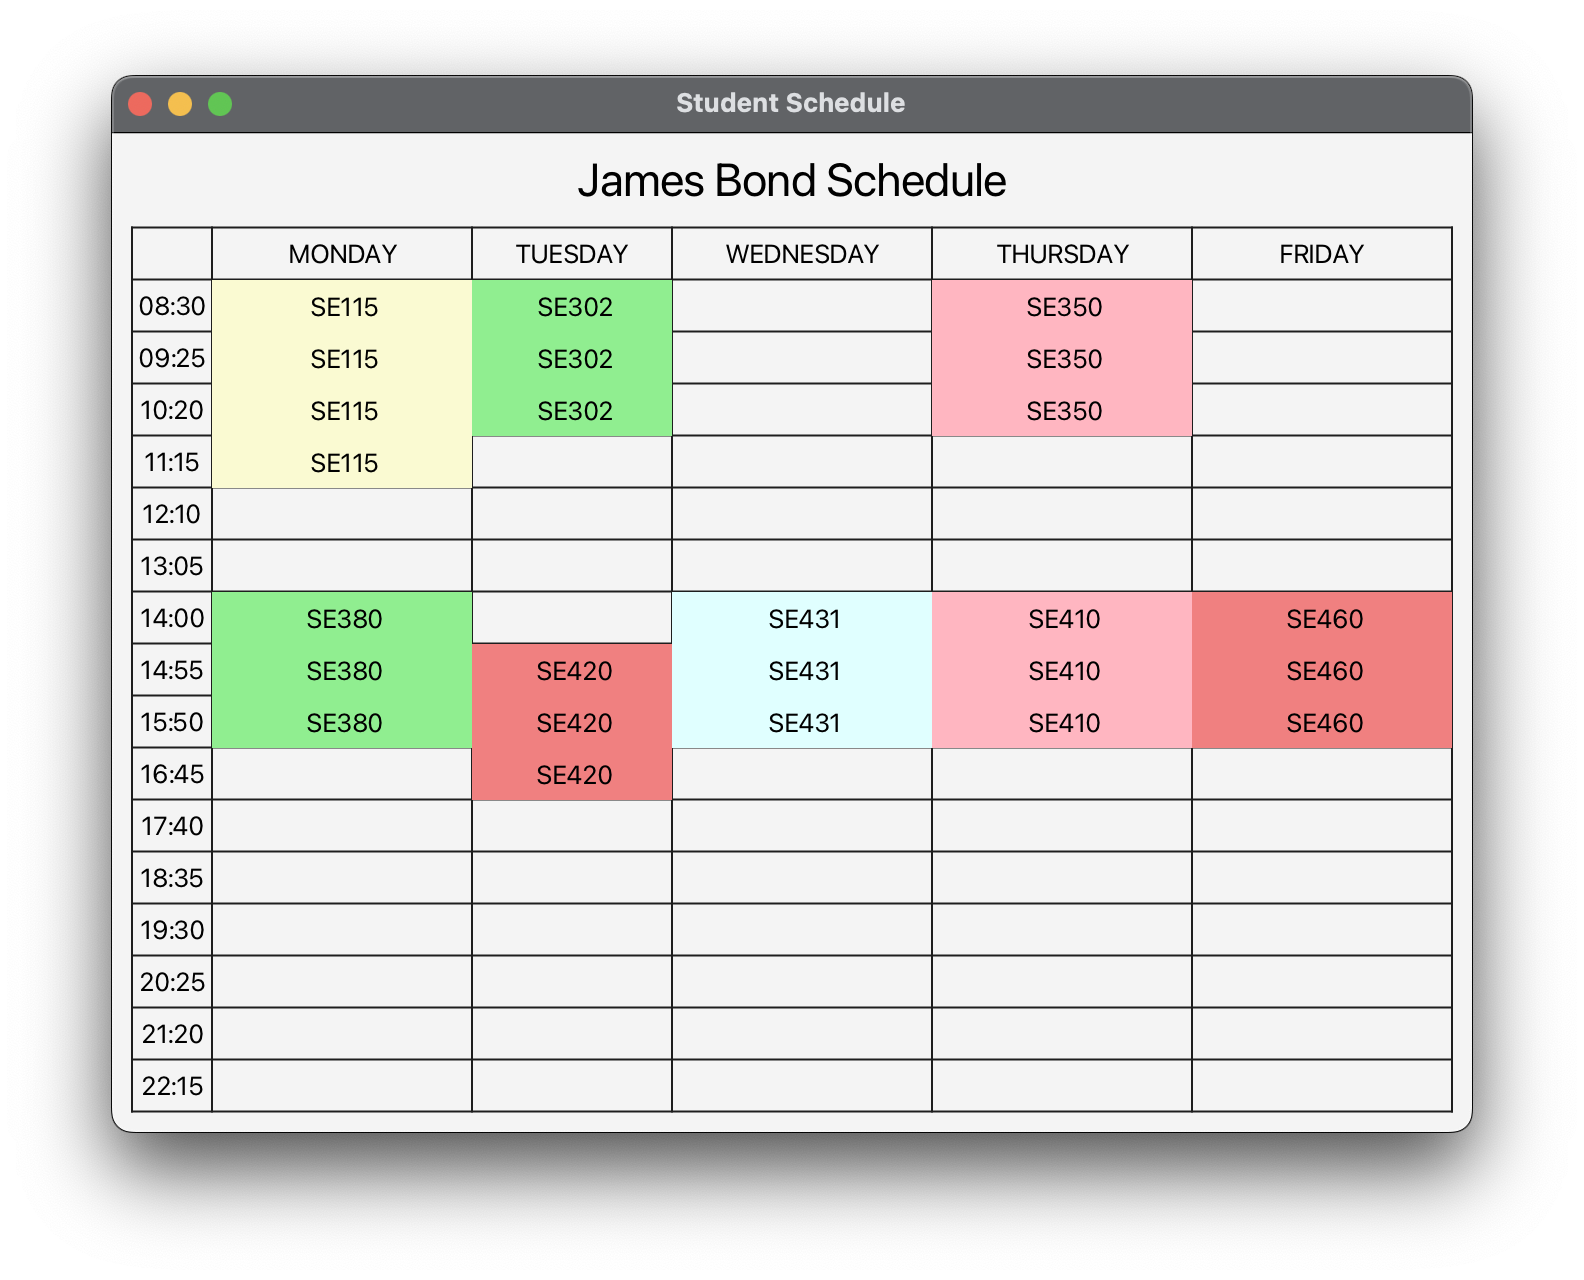 Student Schedule
James Bond Schedule
MONDAY TUESDAY WEDNESDAY THURSDAY FRIDAY
08:30 SE115 SE302 SE350
09:25 SE115 SE302 SE350
10:20 SE115 SE302 SE350
11:15 SE115
12:10
13:05
14:00 SE380 SE431 SE410 SE460
14:55 SE380 SE420 SE431 SE410 SE460
15:50 SE380 SE420 SE431 SE410 SE460
16:45 SE420
17:40
18:35
19:30
20:25
21:20
22:15